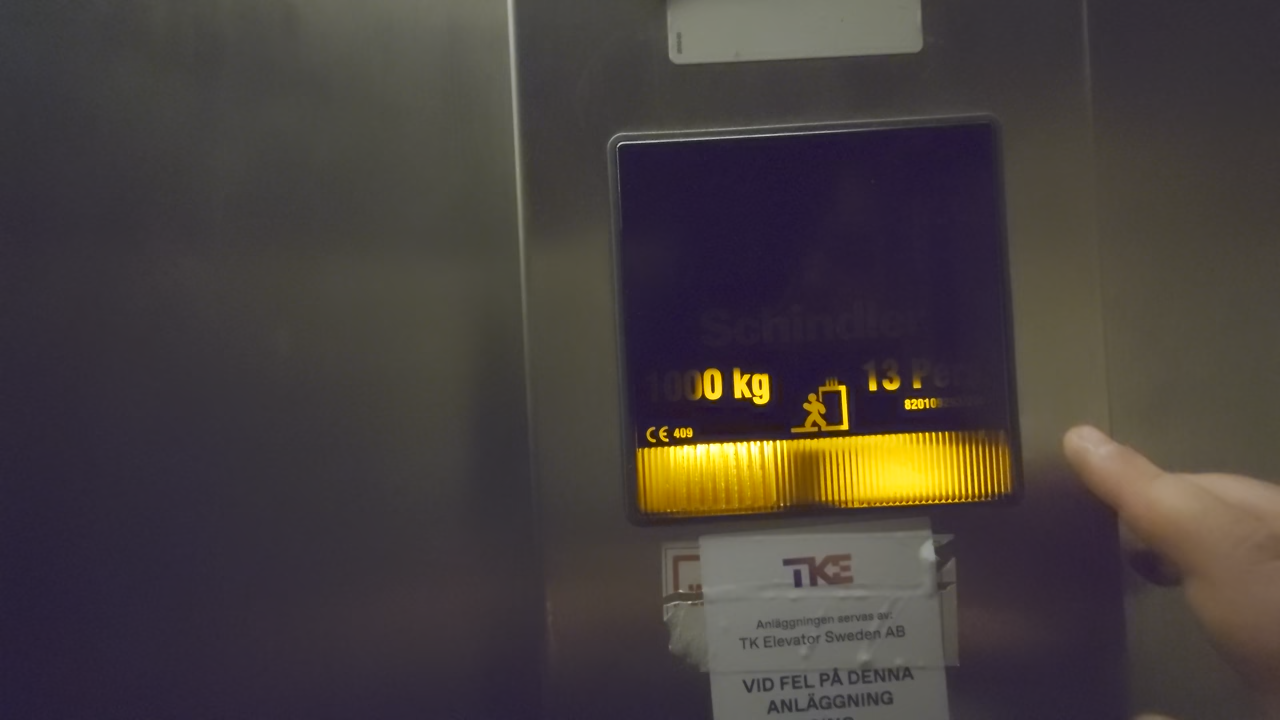 Schindler
1000 kg
13 Pers
CE 409
TKE
Anläggningen servas av:
TK Elevator Sweden AB
VID FEL PÅ DENNA
ANLÄGGNING